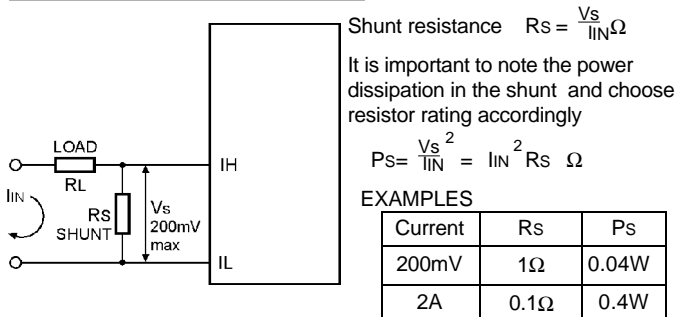 Shunt resistance Rs = Vs/IIN Ω
It is important to note the power
dissipation in the shunt and choose
resistor rating accordingly
Ps= Vs²/IIN = IIN² Rs Ω
EXAMPLES
Current Rs Ps
200mV 1Ω 0.04W
2A 0.1Ω 0.4W
LOAD
RL
IIN
Rs
SHUNT
Vs
200mV
max
IH
IL